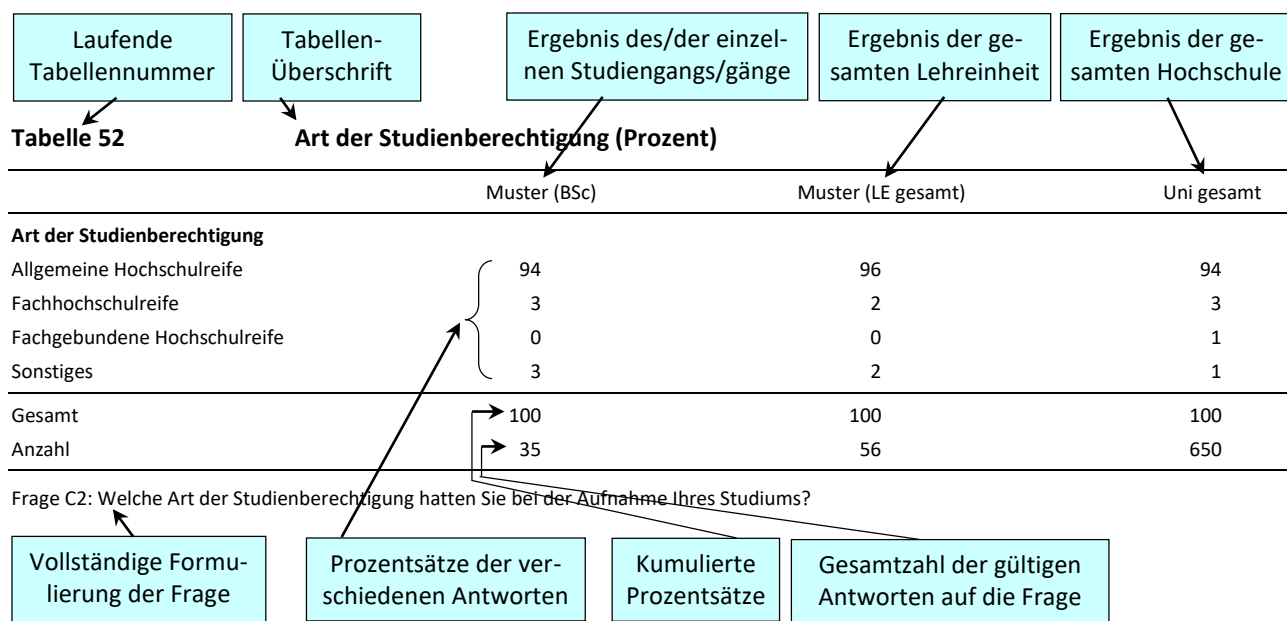 Laufende
Tabellennummer
Tabellen-
Überschrift
Ergebnis des/der einzel-
nen Studiengangs/gänge
Ergebnis der ge-
samten Lehreinheit
Ergebnis der ge-
samten Hochschule
Tabelle 52 Art der Studienberechtigung (Prozent)
Muster (BSc) Muster (LE gesamt) Uni gesamt
Art der Studienberechtigung
Allgemeine Hochschulreife 94 96 94
Fachhochschulreife 3 2 3
Fachgebundene Hochschulreife 0 0 1
Sonstiges 3 2 1
Gesamt 100 100 100
Anzahl 35 56 650
Frage C2: Welche Art der Studienberechtigung hatten Sie bei der Aufnahme Ihres Studiums?
Vollständige Formu-
lierung der Frage
Prozentsätze der ver-
schiedenen Antworten
Kumulierte
Prozentsätze
Gesamtzahl der gültigen
Antworten auf die Frage